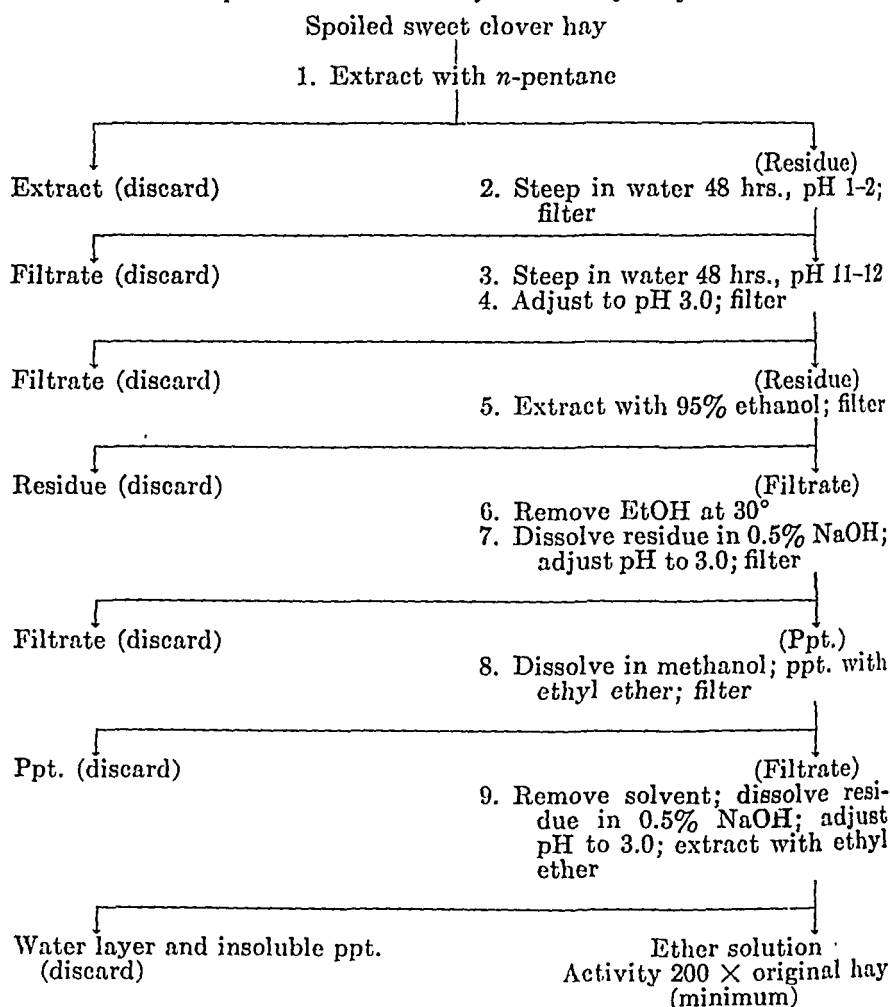 Spoiled sweet clover hay
1. Extract with n-pentane
(Residue)
Extract (discard)
2. Steep in water 48 hrs., pH 1–2;
filter
Filtrate (discard)
3. Steep in water 48 hrs., pH 11–12
4. Adjust to pH 3.0; filter
Filtrate (discard)
(Residue)
5. Extract with 95% ethanol; filter
Residue (discard)
(Filtrate)
6. Remove EtOH at 30°
7. Dissolve residue in 0.5% NaOH;
adjust pH to 3.0; filter
Filtrate (discard)
(Ppt.)
8. Dissolve in methanol; ppt. with
ethyl ether; filter
Ppt. (discard)
(Filtrate)
9. Remove solvent; dissolve resi-
due in 0.5% NaOH; adjust
pH to 3.0; extract with ethyl
ether
Water layer and insoluble ppt.
(discard)
Ether solution
Activity 200 × original hay
(minimum)